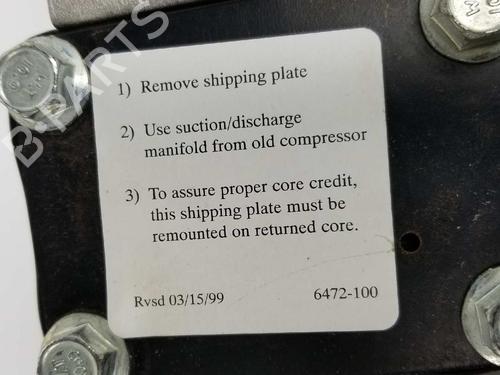 1) Remove shipping plate
2) Use suction/discharge
manifold from old compressor
3) To assure proper core credit,
this shipping plate must be
remounted on returned core.
Rvsd 03/15/99 6472-100
B-PARTS